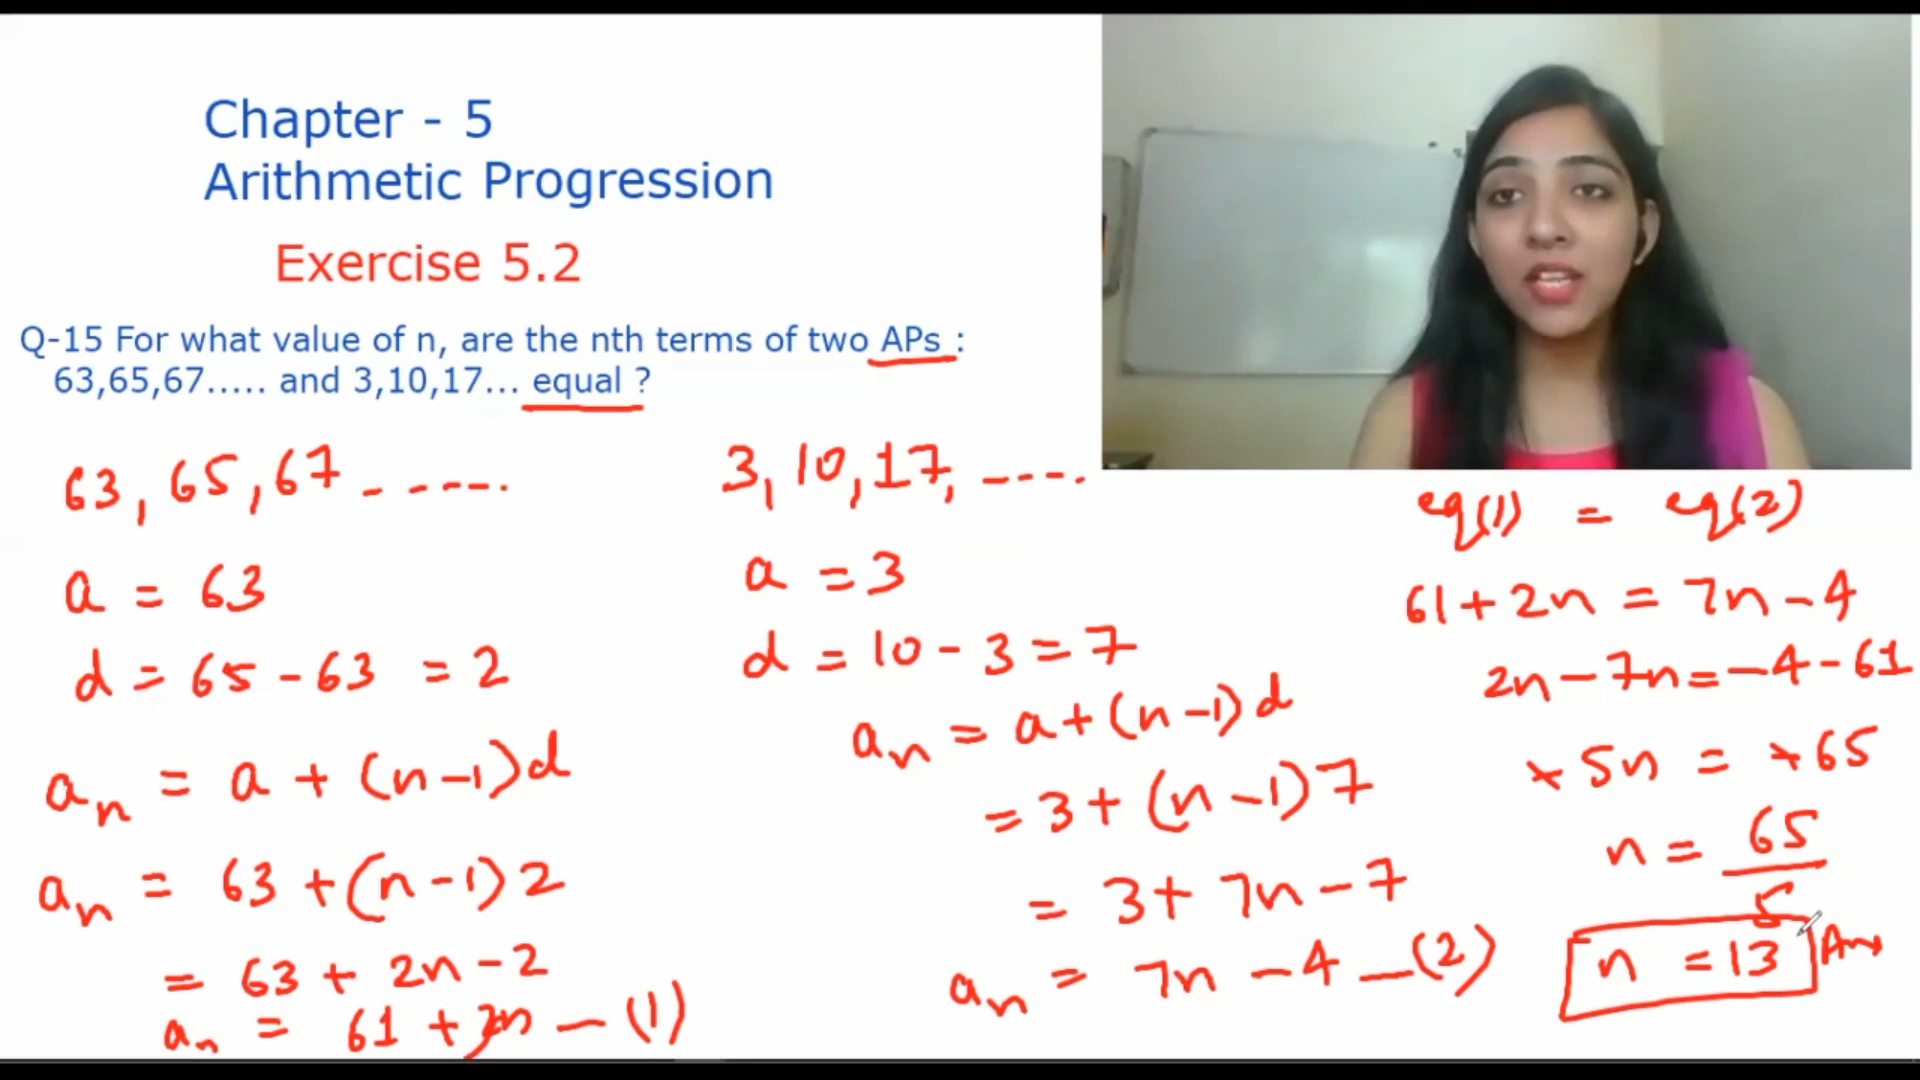 Chapter - 5
Arithmetic Progression
Exercise 5.2
Q-15 For what value of n, are the nth terms of two APs :
63,65,67..... and 3,10,17... equal ?
63, 65, 67 - - - - - .
a = 63
d = 65 - 63 = 2
aₙ = a + (n-1)d
aₙ = 63 + (n-1)2
= 63 + 2n - 2
aₙ = 61 + 2n — (1)
3, 10, 17, - - - - .
a = 3
d = 10 - 3 = 7
aₙ = a + (n-1)d
= 3 + (n-1)7
= 3 + 7n - 7
aₙ = 7n - 4 — (2)
eq(1) = eq(2)
61 + 2n = 7n - 4
2n - 7n = -4 - 61
+5n = +65
n = 65/5
n = 13 Ans